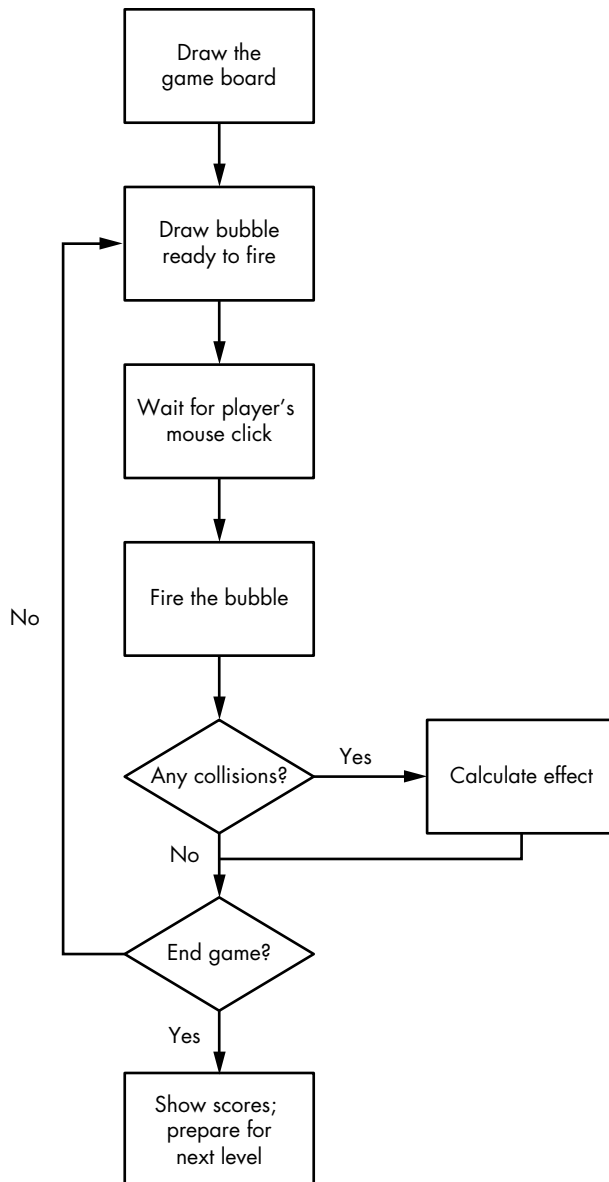 Draw the
game board
Draw bubble
ready to fire
Wait for player’s
mouse click
Fire the bubble
No
Any collisions?
Yes
Calculate effect
No
End game?
Yes
Show scores;
prepare for
next level